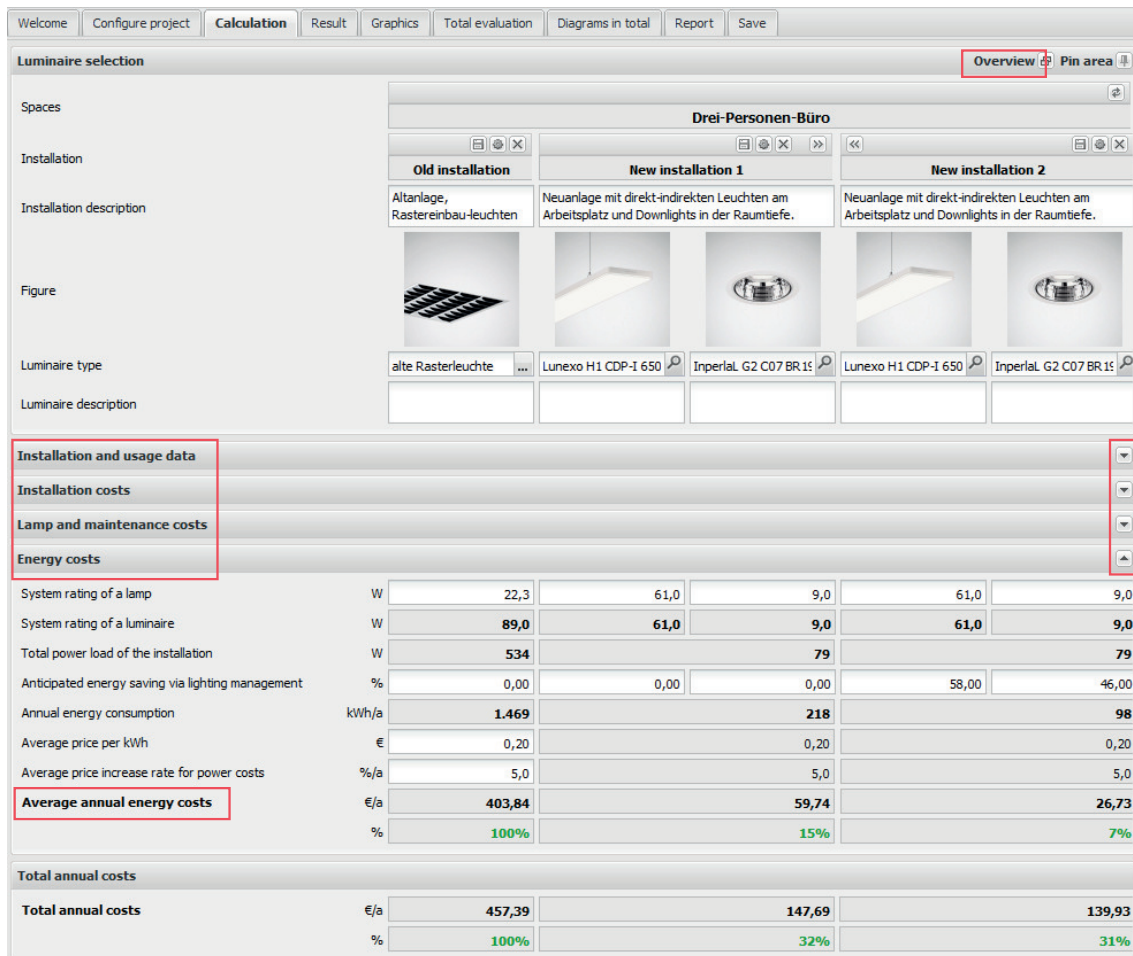 Welcome Configure project Calculation Result Graphics Total evaluation Diagrams in total Report Save
Luminaire selection Overview Pin area
Spaces
Drei-Personen-Büro
Installation
Old installation New installation 1 New installation 2
Installation description
Altanlage, Rastereinbau-leuchten
Neuanlage mit direkt-indirekten Leuchten am Arbeitsplatz und Downlights in der Raumtiefe.
Neuanlage mit direkt-indirekten Leuchten am Arbeitsplatz und Downlights in der Raumtiefe.
Figure
Luminaire type alte Rasterleuchte ... Lunexo H1 CDP-I 650 InperlaL G2 C07 BR 19 Lunexo H1 CDP-I 650 InperlaL G2 C07 BR 19
Luminaire description
Installation and usage data
Installation costs
Lamp and maintenance costs
Energy costs
System rating of a lamp W 22,3 61,0 9,0 61,0 9,0
System rating of a luminaire W 89,0 61,0 9,0 61,0 9,0
Total power load of the installation W 534 79 79
Anticipated energy saving via lighting management % 0,00 0,00 0,00 58,00 46,00
Annual energy consumption kWh/a 1.469 218 98
Average price per kWh € 0,20 0,20 0,20
Average price increase rate for power costs %/a 5,0 5,0 5,0
Average annual energy costs €/a 403,84 59,74 26,73
% 100% 15% 7%
Total annual costs
Total annual costs €/a 457,39 147,69 139,93
% 100% 32% 31%